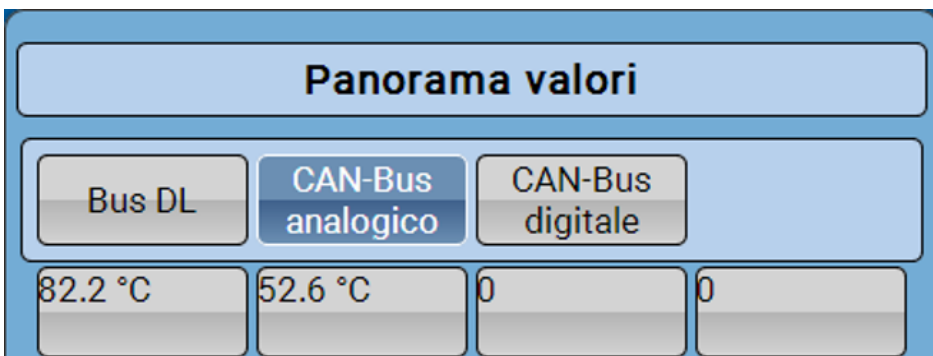 Panorama valori
Bus DL
CAN-Bus
analogico
CAN-Bus
digitale
82.2 °C
52.6 °C
0
0